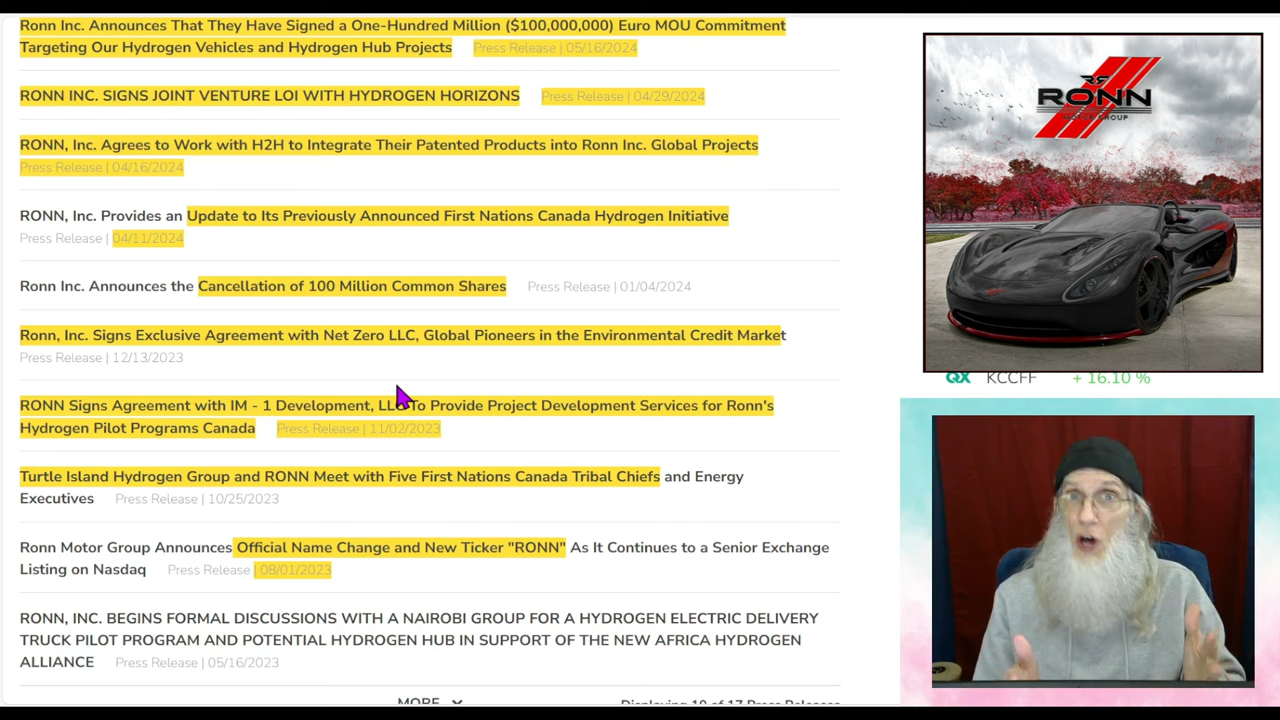 Ronn Inc. Announces That They Have Signed a One-Hundred Million ($100,000,000) Euro MOU Commitment
Targeting Our Hydrogen Vehicles and Hydrogen Hub Projects Press Release | 05/16/2024
RONN INC. SIGNS JOINT VENTURE LOI WITH HYDROGEN HORIZONS Press Release | 04/29/2024
RONN, Inc. Agrees to Work with H2H to Integrate Their Patented Products into Ronn Inc. Global Projects
Press Release | 04/16/2024
RONN, Inc. Provides an Update to Its Previously Announced First Nations Canada Hydrogen Initiative
Press Release | 04/11/2024
Ronn Inc. Announces the Cancellation of 100 Million Common Shares Press Release | 01/04/2024
Ronn, Inc. Signs Exclusive Agreement with Net Zero LLC, Global Pioneers in the Environmental Credit Market
Press Release | 12/13/2023
RONN Signs Agreement with IM - 1 Development, LLC To Provide Project Development Services for Ronn's
Hydrogen Pilot Programs Canada Press Release | 11/02/2023
Turtle Island Hydrogen Group and RONN Meet with Five First Nations Canada Tribal Chiefs and Energy
Executives Press Release | 10/25/2023
Ronn Motor Group Announces Official Name Change and New Ticker "RONN" As It Continues to a Senior Exchange
Listing on Nasdaq Press Release | 08/01/2023
RONN, INC. BEGINS FORMAL DISCUSSIONS WITH A NAIROBI GROUP FOR A HYDROGEN ELECTRIC DELIVERY
TRUCK PILOT PROGRAM AND POTENTIAL HYDROGEN HUB IN SUPPORT OF THE NEW AFRICA HYDROGEN
ALLIANCE Press Release | 05/16/2023
MORE Displaying 10 of 17 Press Releases
RONN
MOTOR GROUP
QX KCCFF + 16.10 %